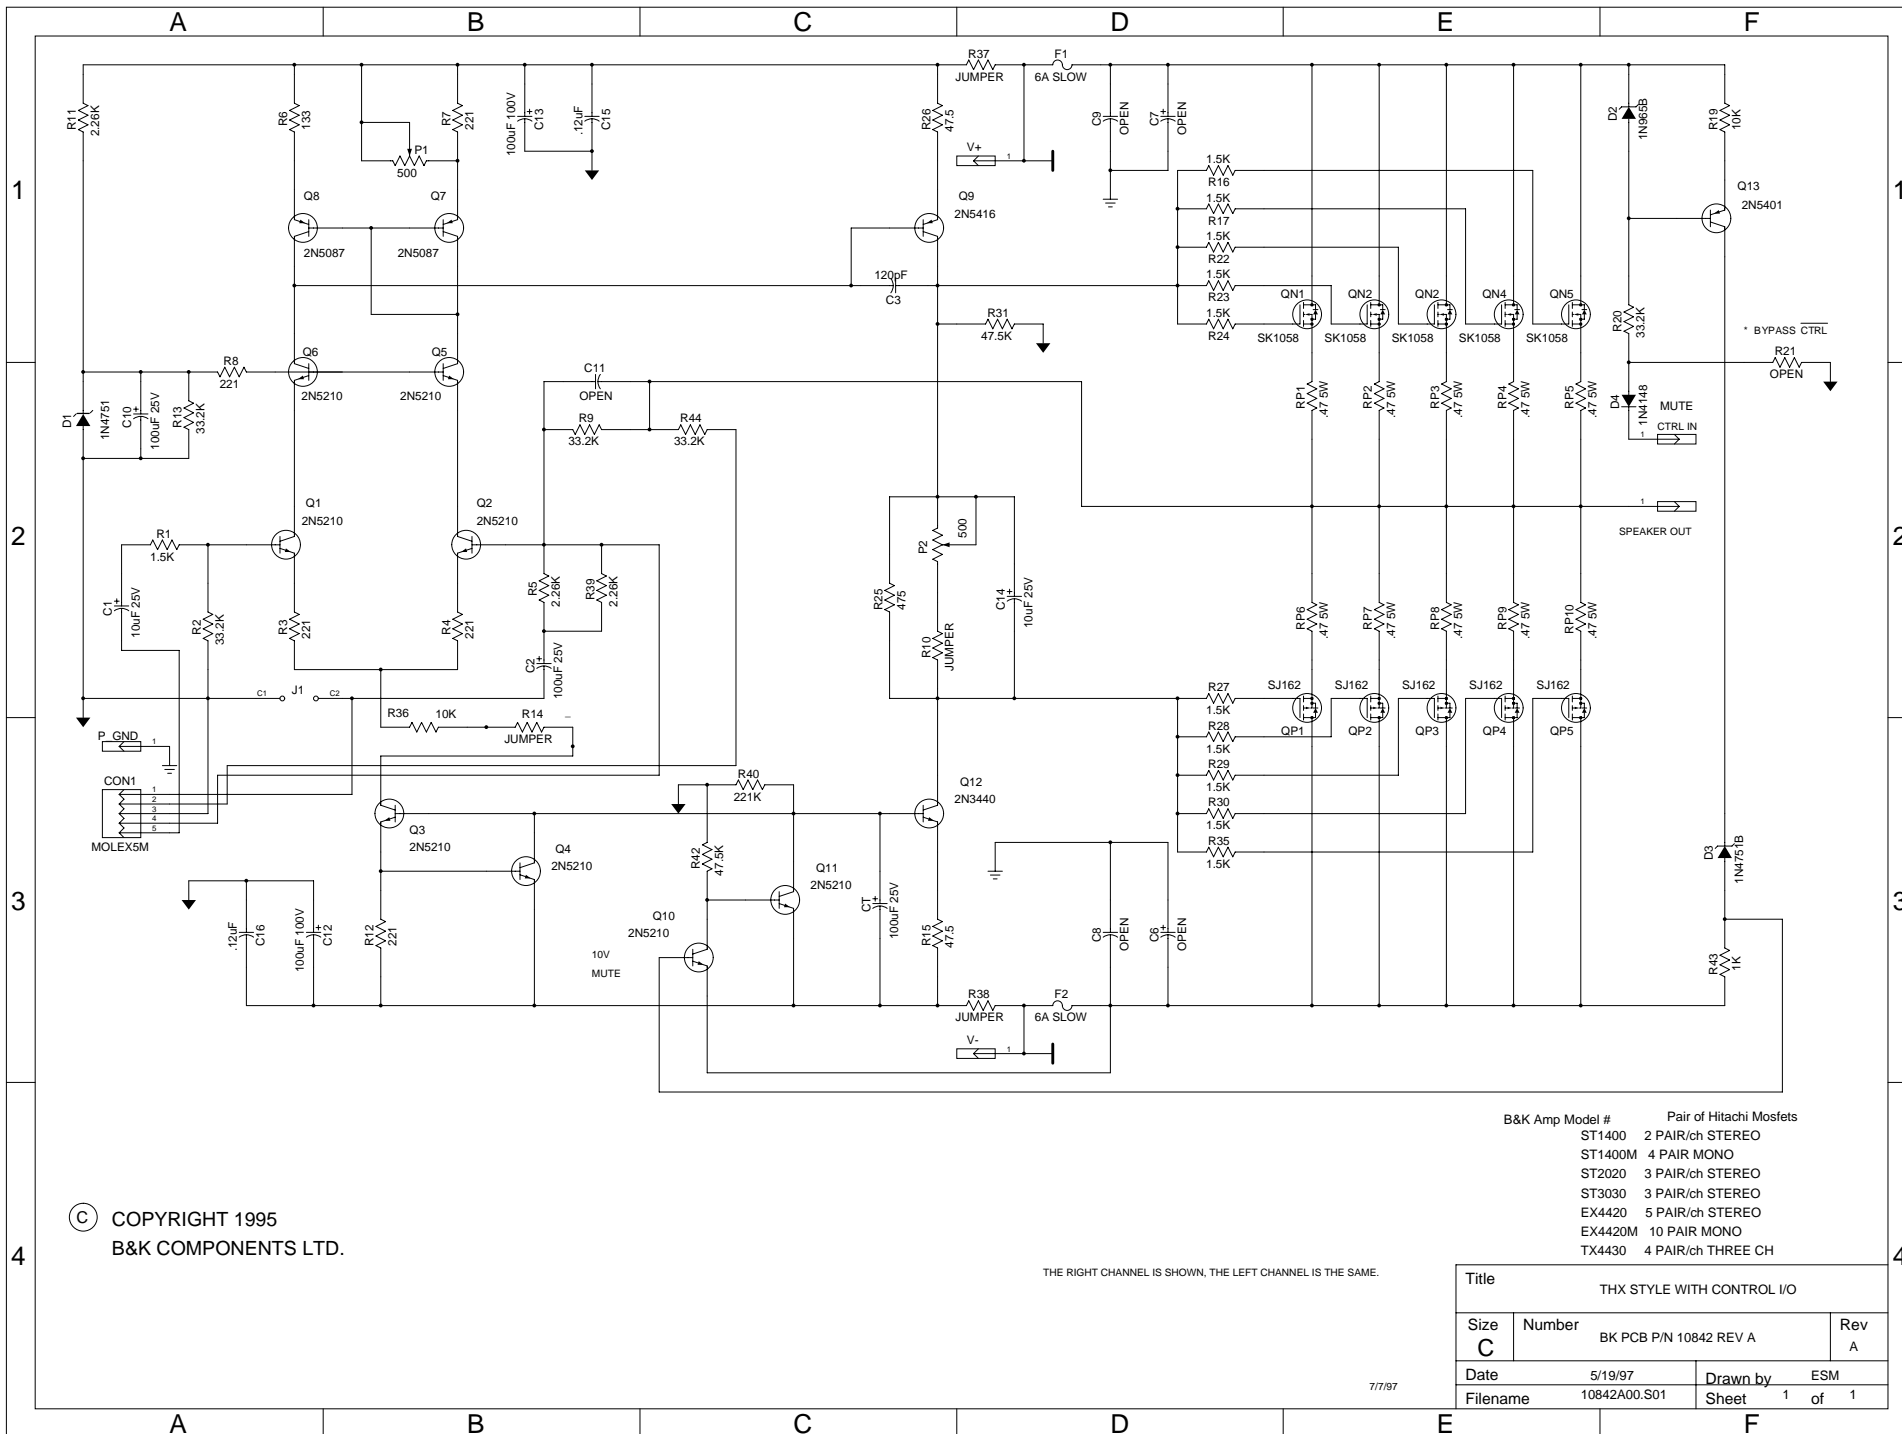 A B C D E F
1 1
2 2
3 3
4 4
R37
JUMPER
F1
6A SLOW
R11
2.26K
R6
133
R7
221
100uF 100V
+
C13
.12uF
C15
P1
500
R26
47.5
C9
OPEN
C7
+
OPEN
V+
1
D2
1N965B
R19
10K
1.5K
R16
1.5K
R17
1.5K
R22
1.5K
R23
1.5K
R24
Q8
2N5087
Q7
2N5087
Q9
2N5416
Q13
2N5401
120pF
C3
R31
47.5K
QN1
SK1058
QN2
SK1058
QN2
SK1058
QN4
SK1058
QN5
SK1058
R20
33.2K
* BYPASS CTRL
R21
OPEN
Q6
2N5210
Q5
2N5210
R8
221
C11
OPEN
R9
33.2K
R44
33.2K
D1
1N4751
C10
+
100uF 25V
R13
33.2K
RP1
.47 5W
RP2
.47 5W
RP3
.47 5W
RP4
.47 5W
RP5
.47 5W
D4
1N4148
MUTE
CTRL IN
1
1
SPEAKER OUT
Q1
2N5210
Q2
2N5210
R1
1.5K
C1
+
10uF 25V
R2
33.2K
R3
221
R4
221
R5
2.26K
R39
2.26K
C2
+
100uF 25V
P2
500
R25
475
R10
JUMPER
C14
+
10uF 25V
RP6
.47 5W
RP7
.47 5W
RP8
.47 5W
RP9
.47 5W
RP10
.47 5W
C1 J1 C2
R36 10K
R14
JUMPER
P_GND
1
CON1
1
2
3
4
5
MOLEX5M
R27
1.5K
R28
1.5K
R29
1.5K
R30
1.5K
R35
1.5K
SJ162
QP1
SJ162
QP2
SJ162
QP3
SJ162
QP4
SJ162
QP5
R40
221K
Q12
2N3440
Q3
2N5210
Q4
2N5210
R42
47.5K
Q11
2N5210
Q10
2N5210
10V
MUTE
CT
+
100uF 25V
R15
47.5
C8
OPEN
C6
+
OPEN
D3
1N4751B
R43
1K
.12uF
C16
100uF 100V
+
C12
R12
221
R38
JUMPER
F2
6A SLOW
V-
1
B&K Amp Model # Pair of Hitachi Mosfets
ST1400 2 PAIR/ch STEREO
ST1400M 4 PAIR MONO
ST2020 3 PAIR/ch STEREO
ST3030 3 PAIR/ch STEREO
EX4420 5 PAIR/ch STEREO
EX4420M 10 PAIR MONO
TX4430 4 PAIR/ch THREE CH
C COPYRIGHT 1995
B&K COMPONENTS LTD.
THE RIGHT CHANNEL IS SHOWN, THE LEFT CHANNEL IS THE SAME.
7/7/97
Title
THX STYLE WITH CONTROL I/O
Size
C
Number
BK PCB P/N 10842 REV A
Rev
A
Date 5/19/97 Drawn by ESM
Filename 10842A00.S01 Sheet 1 of 1
A B C D E F